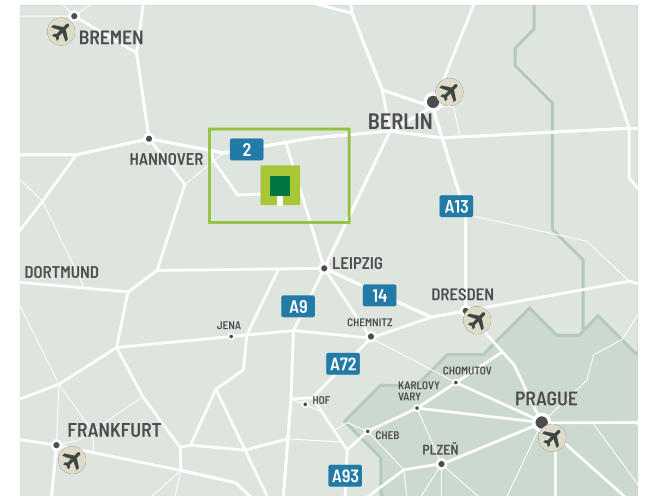 BREMEN
BERLIN
2
HANNOVER
A13
DORTMUND
LEIPZIG
A9
14
DRESDEN
JENA
CHEMNITZ
A72
CHOMUTOV
KARLOVY
VARY
HOF
PRAGUE
FRANKFURT
CHEB
PLZEŇ
A93